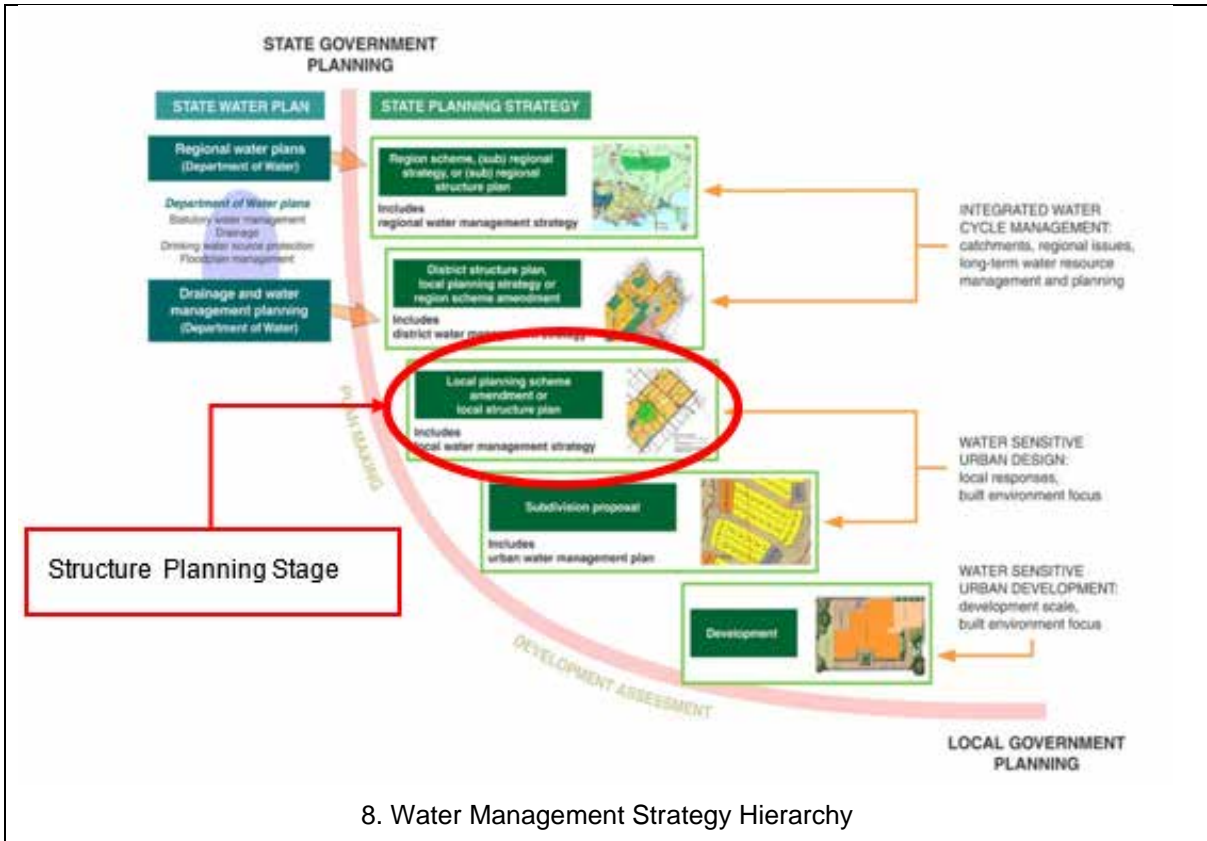 STATE GOVERNMENT
PLANNING
STATE WATER PLAN
STATE PLANNING STRATEGY
Regional water plans
(Department of Water)
Department of Water plans
Statutory water management
Drainage
Drinking water source protection
Floodplain management
Drainage and water
management planning
(Department of Water)
Region scheme, (sub) regional
strategy, or (sub) regional
structure plan
Includes
regional water management strategy
District structure plan,
local planning strategy or
region scheme amendment
Includes
district water management strategy
Local planning scheme
amendment or
local structure plan
Includes
local water management strategy
Subdivision proposal
Includes
urban water management plan
Development
INTEGRATED WATER
CYCLE MANAGEMENT:
catchments, regional issues,
long-term water resource
management and planning
WATER SENSITIVE
URBAN DESIGN:
local responses,
built environment focus
WATER SENSITIVE
URBAN DEVELOPMENT:
development scale,
built environment focus
PLAN MAKING
DEVELOPMENT ASSESSMENT
Structure Planning Stage
LOCAL GOVERNMENT
PLANNING
8. Water Management Strategy Hierarchy